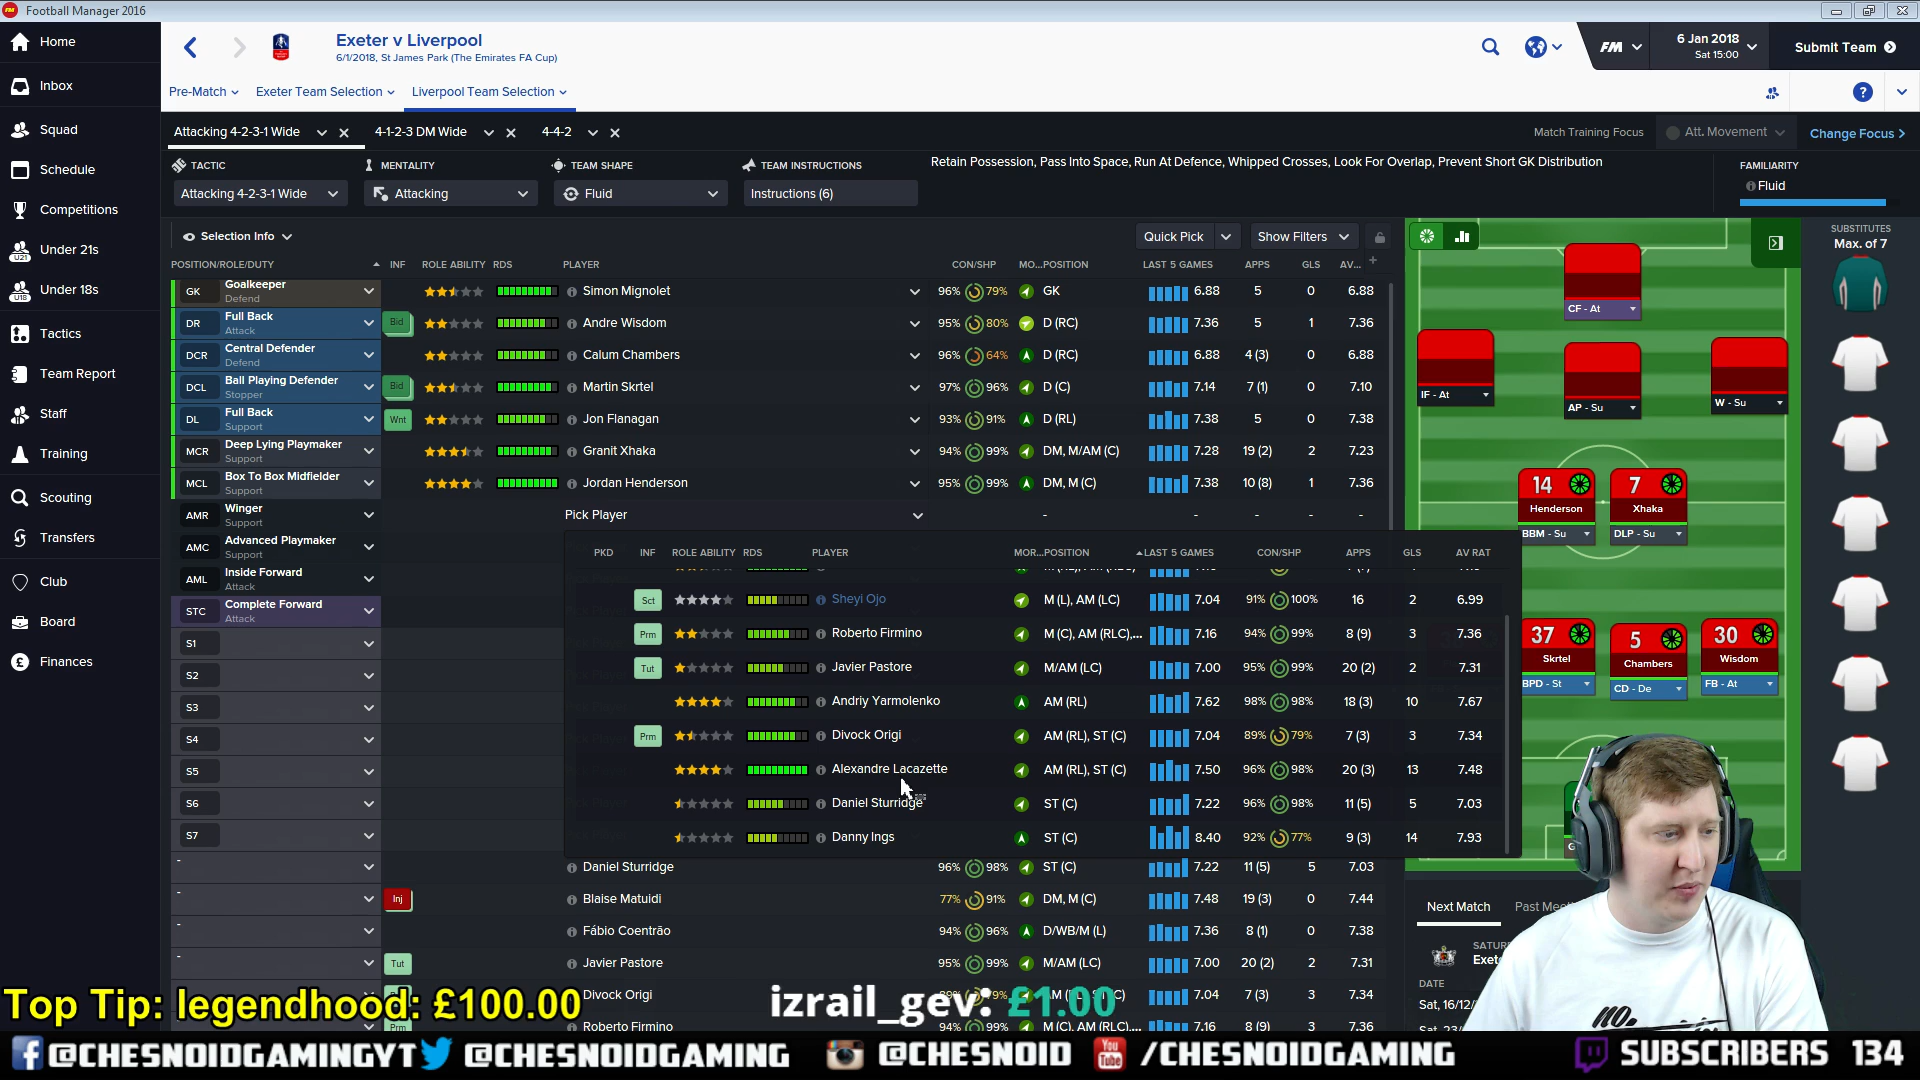 Football Manager 2016
Home
Inbox
Squad
Schedule
Competitions
Under 21s
Under 18s
Tactics
Team Report
Staff
Training
Scouting
Transfers
Club
Board
Finances
Exeter v Liverpool
6/1/2018, St James Park (The Emirates FA Cup)
FM
6 Jan 2018
Sat 15:00
Submit Team
Pre-Match
Exeter Team Selection
Liverpool Team Selection
Attacking 4-2-3-1 Wide
4-1-2-3 DM Wide
4-4-2
Match Training Focus
Att. Movement
Change Focus >
TACTIC
MENTALITY
TEAM SHAPE
TEAM INSTRUCTIONS
Retain Possession, Pass Into Space, Run At Defence, Whipped Crosses, Look For Overlap, Prevent Short GK Distribution
FAMILIARITY
Fluid
Attacking 4-2-3-1 Wide
Attacking
Fluid
Instructions (6)
Selection Info
Quick Pick
Show Filters
POSITION/ROLE/DUTY INF ROLE ABILITY RDS PLAYER CON/SHP MO...POSITION LAST 5 GAMES APPS GLS AV...
GK Goalkeeper Defend Simon Mignolet 96% 79% GK 6.88 5 0 6.88
DR Full Back Attack Bid Andre Wisdom 95% 80% D (RC) 7.36 5 1 7.36
DCR Central Defender Defend Calum Chambers 96% 64% D (RC) 6.88 4 (3) 0 6.88
DCL Ball Playing Defender Stopper Bid Martin Skrtel 97% 96% D (C) 7.14 7 (1) 0 7.10
DL Full Back Support Wnt Jon Flanagan 93% 91% D (RL) 7.38 5 0 7.38
MCR Deep Lying Playmaker Support Granit Xhaka 94% 99% DM, M/AM (C) 7.28 19 (2) 2 7.23
MCL Box To Box Midfielder Support Jordan Henderson 95% 99% DM, M (C) 7.38 10 (8) 1 7.36
AMR Winger Support Pick Player - - - - -
AMC Advanced Playmaker Support
AML Inside Forward Attack
STC Complete Forward Attack
S1
S2
S3
S4
S5
S6
S7
PKD INF ROLE ABILITY RDS PLAYER MOR...POSITION LAST 5 GAMES CON/SHP APPS GLS AV RAT
Sct Sheyi Ojo M (L), AM (LC) 7.04 91% 100% 16 2 6.99
Prm Roberto Firmino M (C), AM (RLC),... 7.16 94% 99% 8 (9) 3 7.36
Tut Javier Pastore M/AM (LC) 7.00 95% 99% 20 (2) 2 7.31
Andriy Yarmolenko AM (RL) 7.62 98% 98% 18 (3) 10 7.67
Prm Divock Origi AM (RL), ST (C) 7.04 89% 79% 7 (3) 3 7.34
Alexandre Lacazette AM (RL), ST (C) 7.50 96% 98% 20 (3) 13 7.48
Daniel Sturridge ST (C) 7.22 96% 98% 11 (5) 5 7.03
Danny Ings ST (C) 8.40 92% 77% 9 (3) 14 7.93
- Daniel Sturridge 96% 98% ST (C) 7.22 11 (5) 5 7.03
- Inj Blaise Matuidi 77% 91% DM, M (C) 7.48 19 (3) 0 7.44
- Fábio Coentrão 94% 96% D/WB/M (L) 7.36 8 (1) 0 7.38
- Tut Javier Pastore 95% 99% M/AM (LC) 7.00 20 (2) 2 7.31
Divock Origi 7.04 7 (3) 3 7.34
Prm Roberto Firmino 94% 99% M (C), AM (RLC),... 7.16 8 (9) 3 7.36
CF - At
IF - At
AP - Su
W - Su
14 Henderson BBM - Su
7 Xhaka DLP - Su
37 Skrtel BPD - St
5 Chambers CD - De
30 Wisdom FB - At
SUBSTITUTES
Max. of 7
Next Match
DATE
Sat, 16/12/
Top Tip: legendhood: £100.00
izrail_gev: £1.00
@CHESNOIDGAMINGYT
@CHESNOIDGAMING
@CHESNOID
/CHESNOIDGAMING
SUBSCRIBERS 134